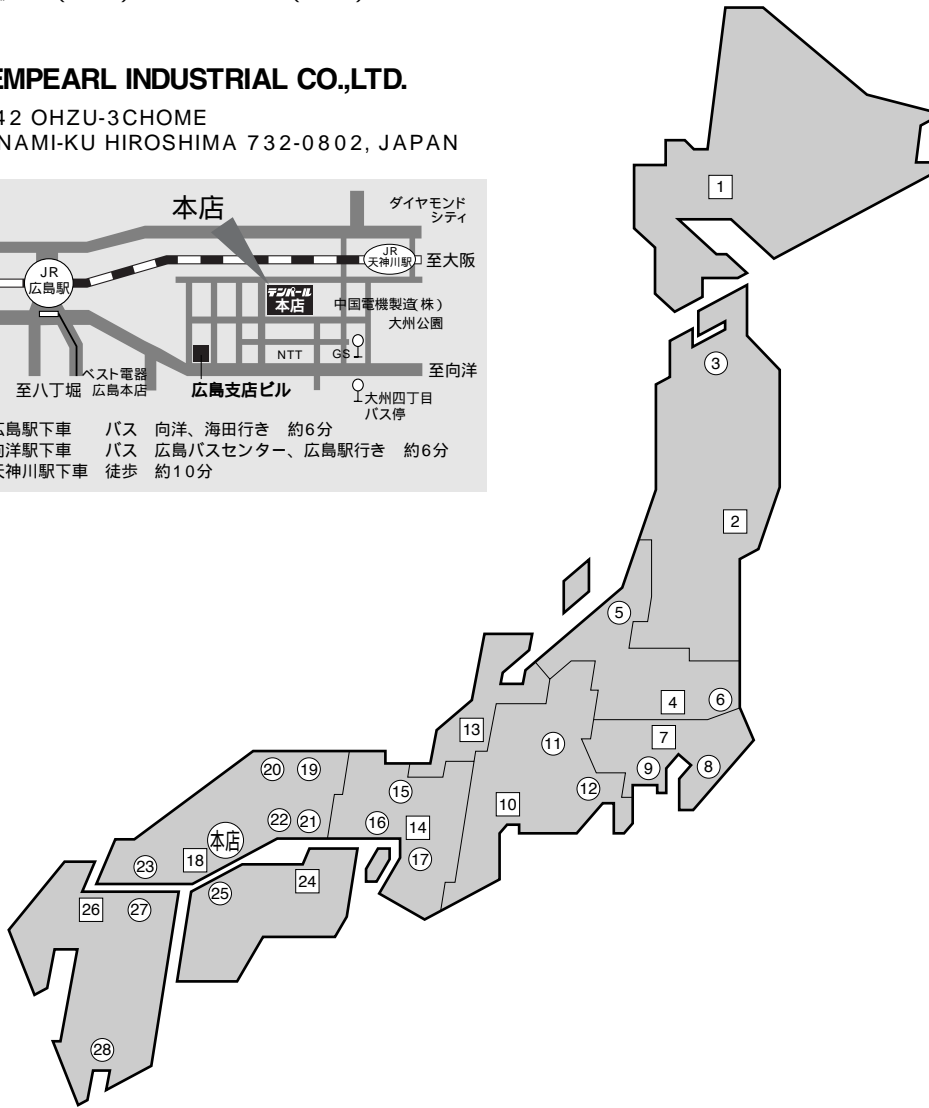 EMPEARL INDUSTRIAL CO.,LTD.
42 OHZU-3CHOME
NAMI-KU HIROSHIMA 732-0802, JAPAN
本店
ダイヤモンド
シティ
JR
広島駅
JR
天神川駅
至大阪
テンパール
本店
中国電機製造(株)
大州公園
NTT
GS
至向洋
ベスト電器
広島本店
至八丁堀
広島支店ビル
大州四丁目
バス停
広島駅下車 バス 向洋、海田行き 約6分
向洋駅下車 バス 広島バスセンター、広島駅行き 約6分
天神川駅下車 徒歩 約10分
1
3
2
5
4
6
7
13
11
8
9
20
19
15
12
10
22
21
16
14
本店
18
17
23
24
25
26
27
28